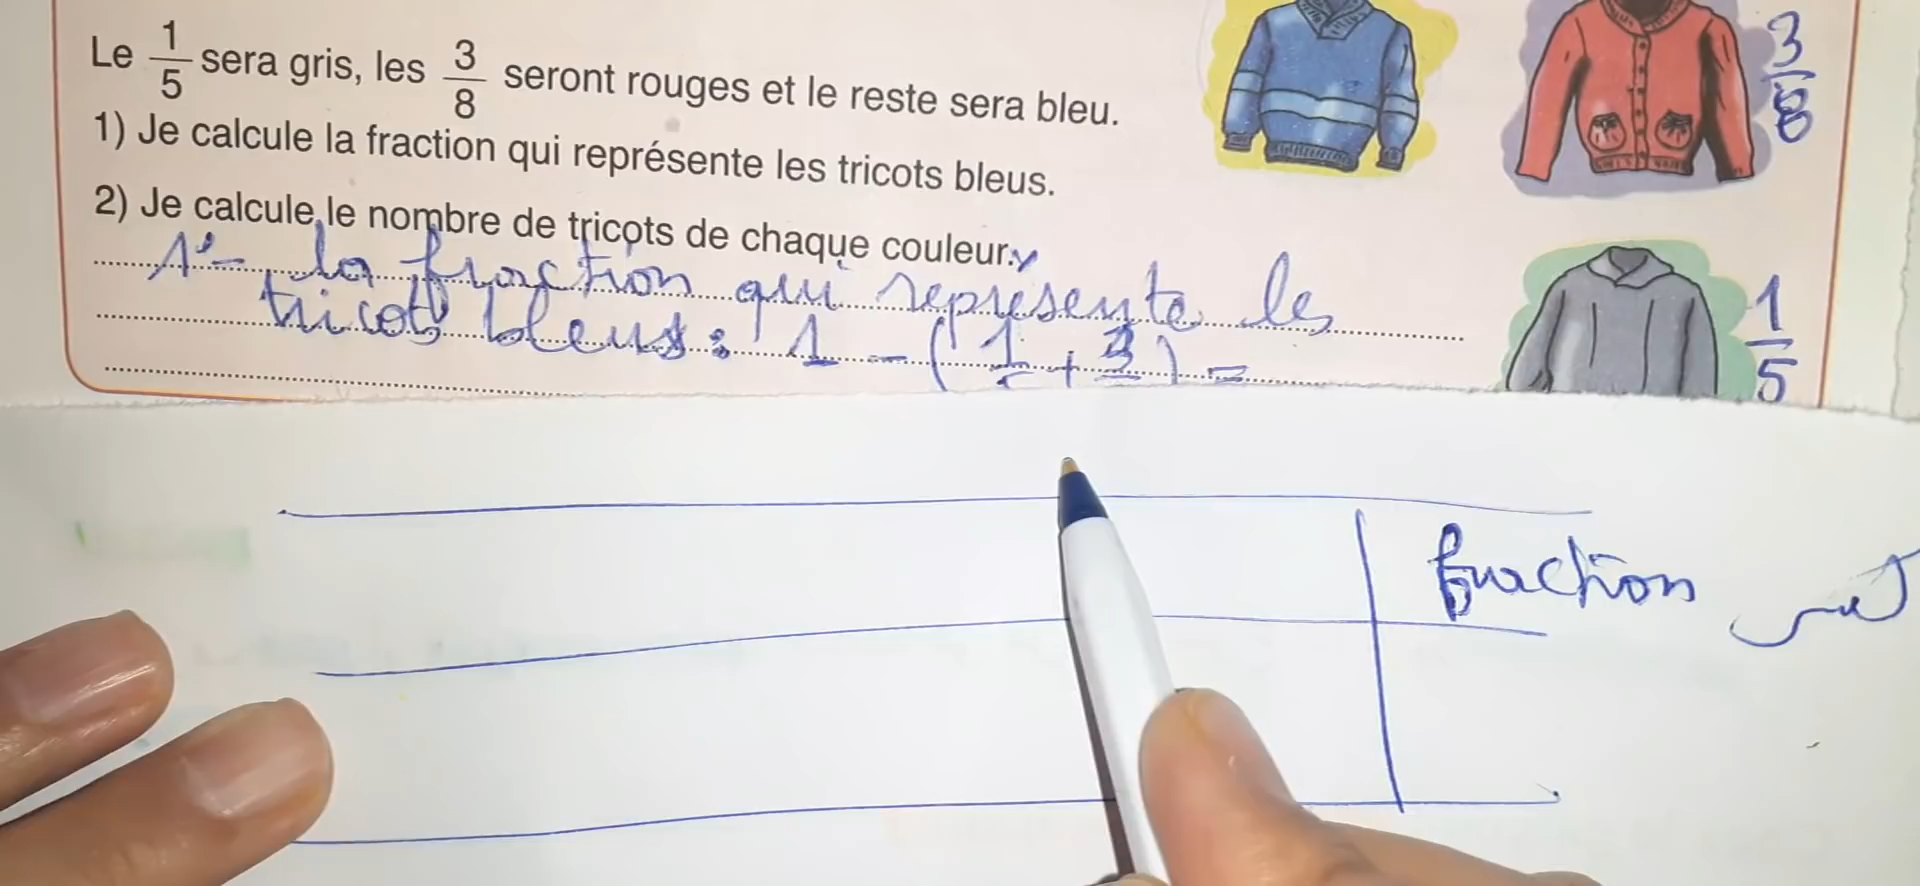 Le 1/5 sera gris, les 3/8 seront rouges et le reste sera bleu.
1) Je calcule la fraction qui représente les tricots bleus.
2) Je calcule le nombre de tricots de chaque couleur.
1°- la fraction qui représente les
tricots bleus : 1 - (1/5 + 3/8) =
3/8
1/5
fraction